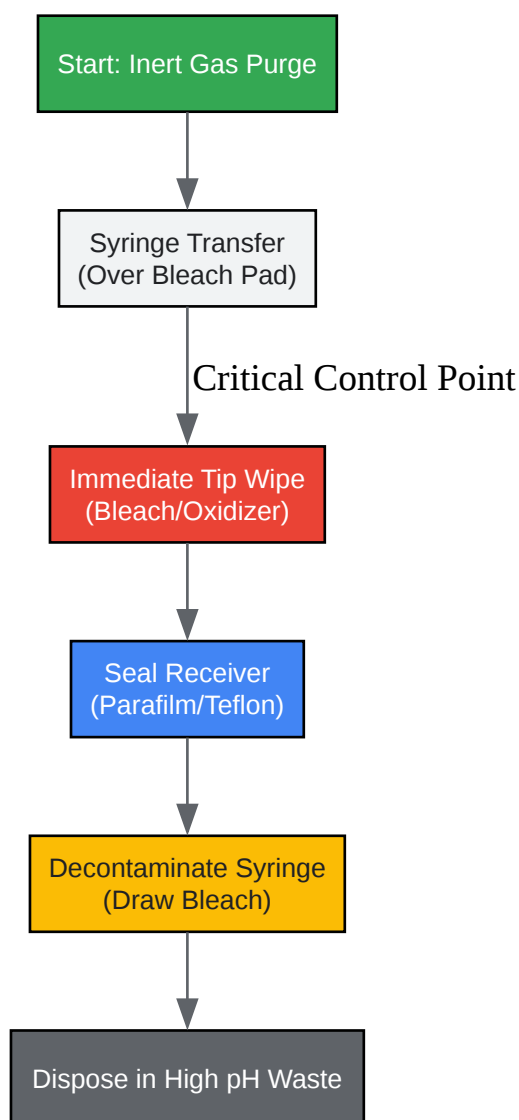 Start: Inert Gas Purge
Syringe Transfer
(Over Bleach Pad)
Critical Control Point
Immediate Tip Wipe
(Bleach/Oxidizer)
Seal Receiver
(Parafilm/Teflon)
Decontaminate Syringe
(Draw Bleach)
Dispose in High pH Waste